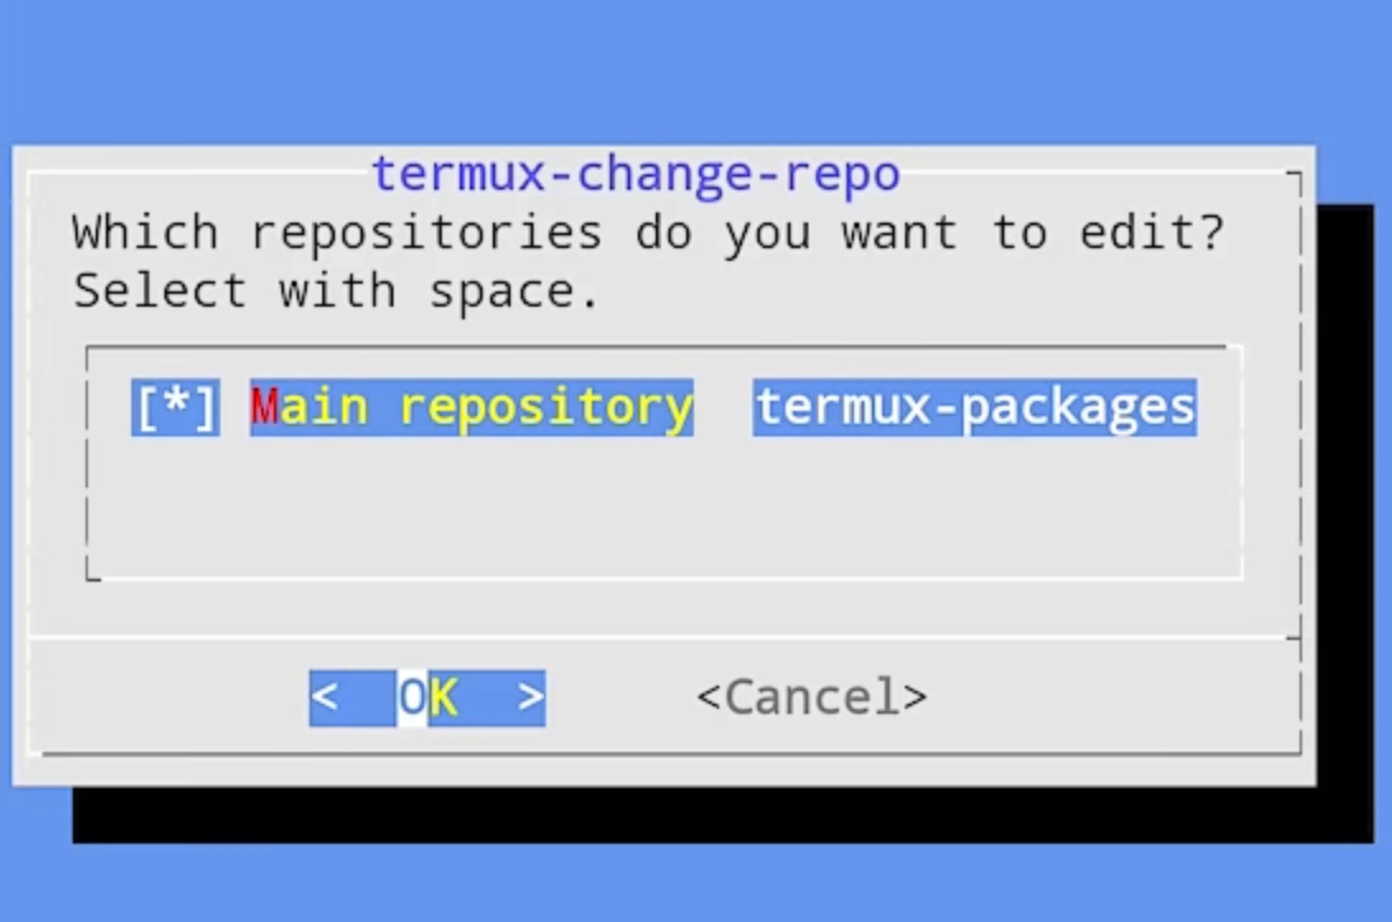 termux-change-repo
Which repositories do you want to edit?
Select with space.
[*] Main repository termux-packages
< OK > <Cancel>